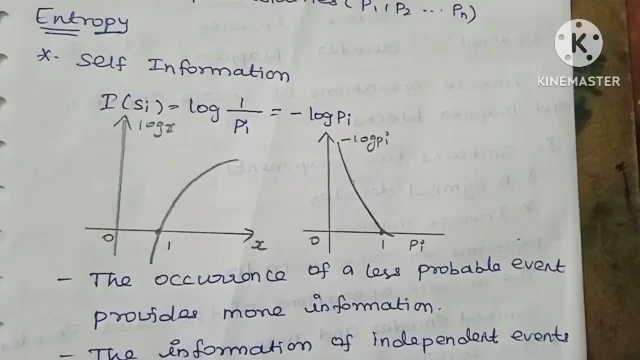 (P1, P2 ... Pn)
Entropy
* Self Information
I(Si) = log 1/Pi = - log Pi
log x
-log pi
0 1 x
0 1 Pi
K
KINEMASTER
- The occurrence of a less probable event
provides more information.
- The information of independent events